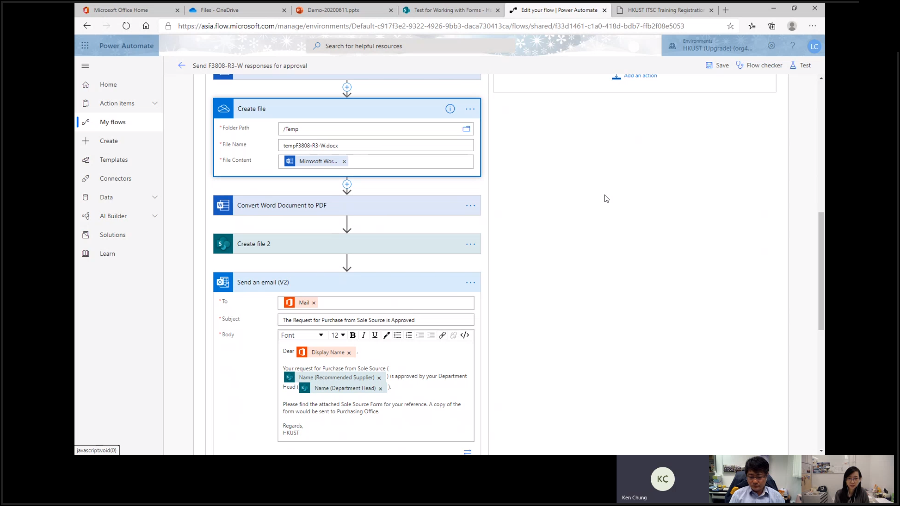 Microsoft Office Home
Files - OneDrive
Demo-20200611.pptx
Test for Working with Forms - H
Edit your flow | Power Automate
HKUST ITSC Training Registration
https://asia.flow.microsoft.com/manage/environments/Default-c917f3e2-9322-4926-9bb3-daca730413ca/flows/shared/f33d1461-c1d1-418d-bdb7-ffb2f08e5053
Power Automate
Search for helpful resources
Environments
HKUST (Upgrade) (org4...
LC
Send F3808-R3-W responses for approval
Save
Flow checker
Test
Home
Action items
My flows
Create
Templates
Connectors
Data
AI Builder
Solutions
Learn
Add an action
Create file
* Folder Path
/Temp
* File Name
tempF3808-R3-W.docx
* File Content
Microsoft Wor...
Convert Word Document to PDF
Create file 2
Send an email (V2)
* To
Mail
* Subject
The Request for Purchase from Sole Source is Approved
* Body
Font
12
B I U
Dear Display Name ,
Your request for Purchase from Sole Source (
Name (Recommended Supplier) ) is approved by your Department
Head ( Name (Department Head) ).
Please find the attached Sole Source Form for your reference. A copy of the
form would be sent to Purchasing Office.
Regards,
HKUST
javascript:void(0)
KC
Ken Chung